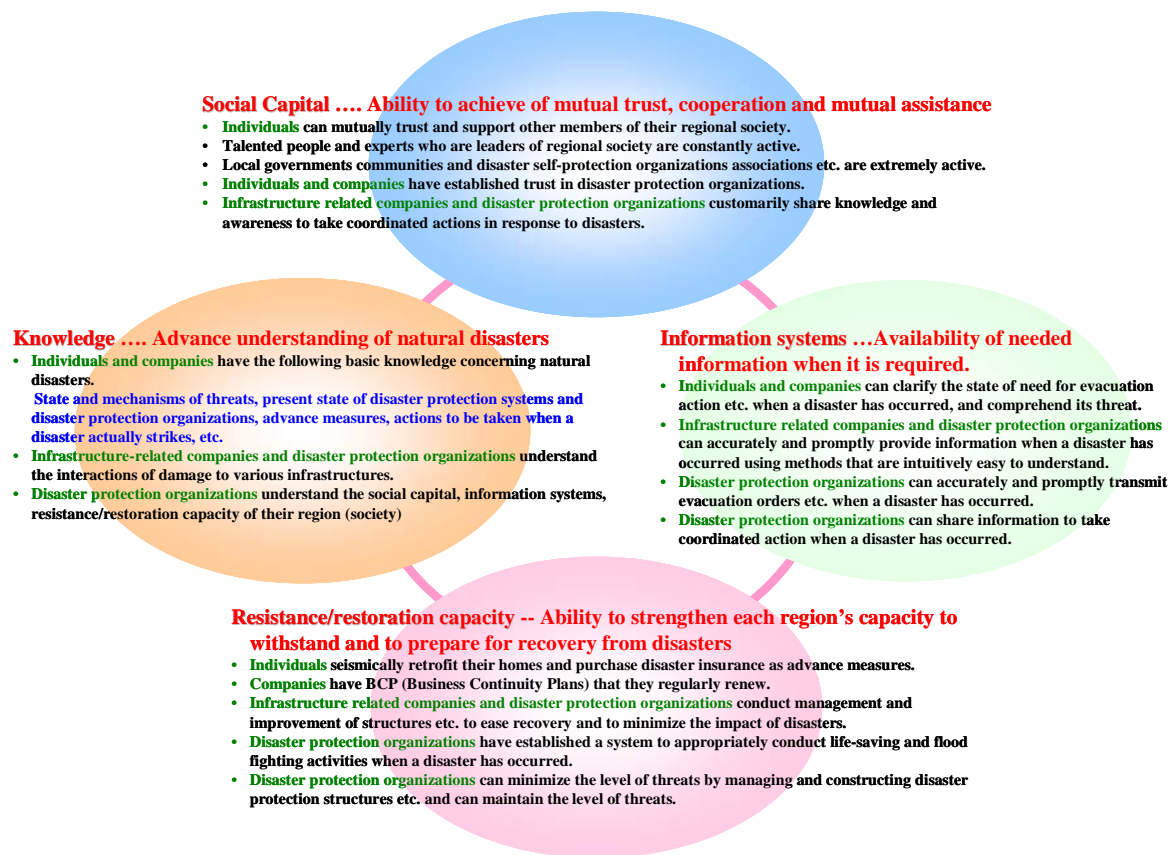 Social Capital …. Ability to achieve of mutual trust, cooperation and mutual assistance
• Individuals can mutually trust and support other members of their regional society.
• Talented people and experts who are leaders of regional society are constantly active.
• Local governments communities and disaster self-protection organizations associations etc. are extremely active.
• Individuals and companies have established trust in disaster protection organizations.
• Infrastructure related companies and disaster protection organizations customarily share knowledge and
awareness to take coordinated actions in response to disasters.
Knowledge …. Advance understanding of natural disasters
• Individuals and companies have the following basic knowledge concerning natural
disasters.
State and mechanisms of threats, present state of disaster protection systems and
disaster protection organizations, advance measures, actions to be taken when a
disaster actually strikes, etc.
• Infrastructure-related companies and disaster protection organizations understand
the interactions of damage to various infrastructures.
• Disaster protection organizations understand the social capital, information systems,
resistance/restoration capacity of their region (society)
Information systems …Availability of needed
information when it is required.
• Individuals and companies can clarify the state of need for evacuation
action etc. when a disaster has occurred, and comprehend its threat.
• Infrastructure related companies and disaster protection organizations
can accurately and promptly provide information when a disaster has
occurred using methods that are intuitively easy to understand.
• Disaster protection organizations can accurately and promptly transmit
evacuation orders etc. when a disaster has occurred.
• Disaster protection organizations can share information to take
coordinated action when a disaster has occurred.
Resistance/restoration capacity -- Ability to strengthen each region’s capacity to
withstand and to prepare for recovery from disasters
• Individuals seismically retrofit their homes and purchase disaster insurance as advance measures.
• Companies have BCP (Business Continuity Plans) that they regularly renew.
• Infrastructure related companies and disaster protection organizations conduct management and
improvement of structures etc. to ease recovery and to minimize the impact of disasters.
• Disaster protection organizations have established a system to appropriately conduct life-saving and flood
fighting activities when a disaster has occurred.
• Disaster protection organizations can minimize the level of threats by managing and constructing disaster
protection structures etc. and can maintain the level of threats.